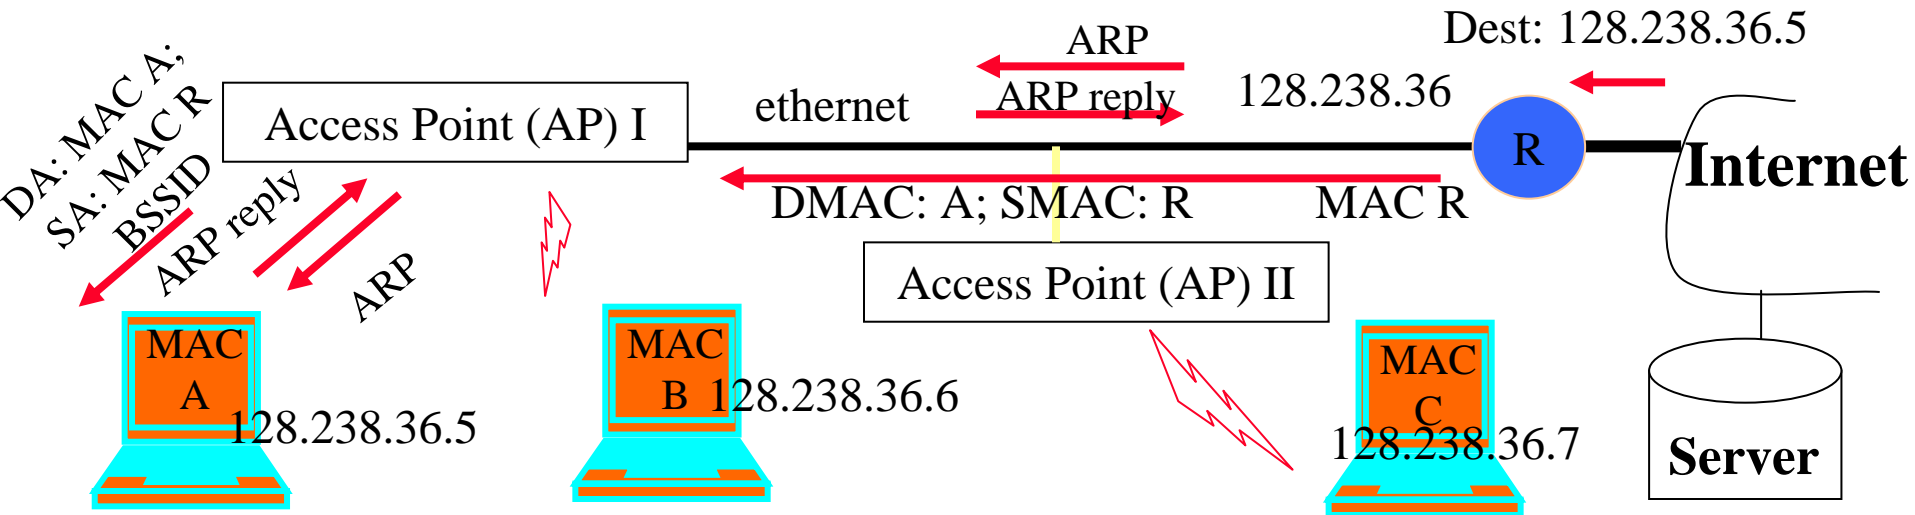 Dest: 128.238.36.5
ARP
DA: MAC A;
SA: MAC R
BSSID
Access Point (AP) I
ethernet
ARP reply
128.238.36
R
Internet
DMAC: A; SMAC: R
MAC R
ARP reply
ARP
Access Point (AP) II
MAC
A
128.238.36.5
MAC
B
128.238.36.6
MAC
C
128.238.36.7
Server